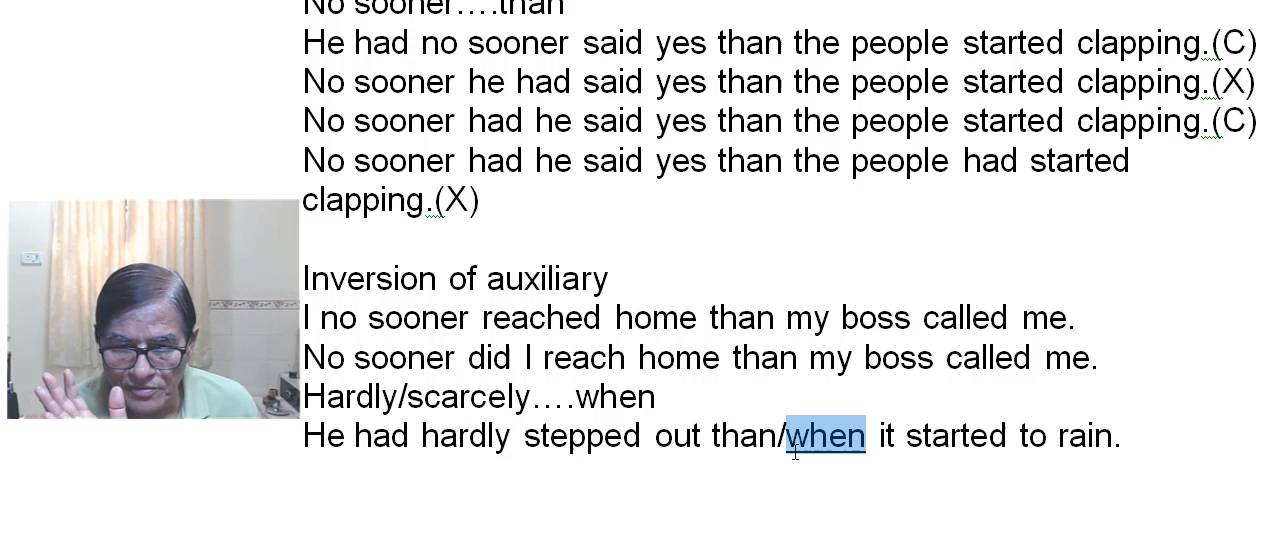 No sooner….than
He had no sooner said yes than the people started clapping.(C)
No sooner he had said yes than the people started clapping.(X)
No sooner had he said yes than the people started clapping.(C)
No sooner had he said yes than the people had started
clapping.(X)
Inversion of auxiliary
I no sooner reached home than my boss called me.
No sooner did I reach home than my boss called me.
Hardly/scarcely….when
He had hardly stepped out than/when it started to rain.